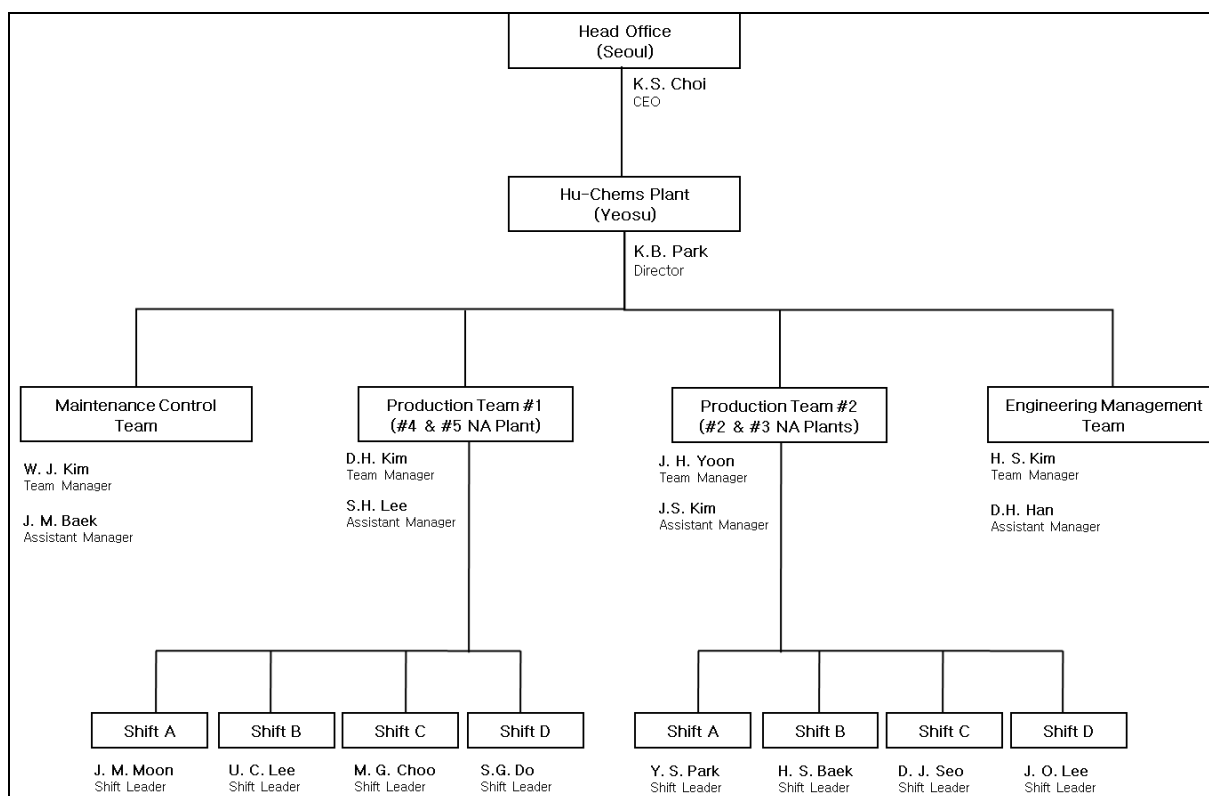 Head Office
(Seoul)
K.S. Choi
CEO
Hu-Chems Plant
(Yeosu)
K.B. Park
Director
Maintenance Control
Team
W. J. Kim
Team Manager
J. M. Baek
Assistant Manager
Production Team #1
(#4 & #5 NA Plant)
D.H. Kim
Team Manager
S.H. Lee
Assistant Manager
Production Team #2
(#2 & #3 NA Plants)
J. H. Yoon
Team Manager
J.S. Kim
Assistant Manager
Engineering Management
Team
H. S. Kim
Team Manager
D.H. Han
Assistant Manager
Shift A
J. M. Moon
Shift Leader
Shift B
U. C. Lee
Shift Leader
Shift C
M. G. Choo
Shift Leader
Shift D
S.G. Do
Shift Leader
Shift A
Y. S. Park
Shift Leader
Shift B
H. S. Baek
Shift Leader
Shift C
D. J. Seo
Shift Leader
Shift D
J. O. Lee
Shift Leader